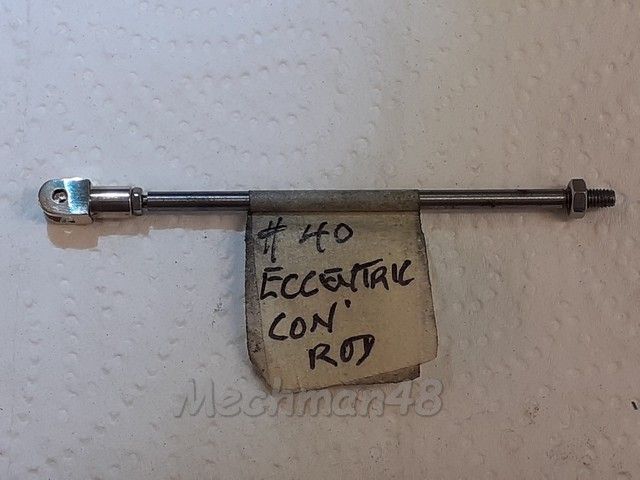 # 40
ECCENTRIC
CON'
ROD
Mechman48